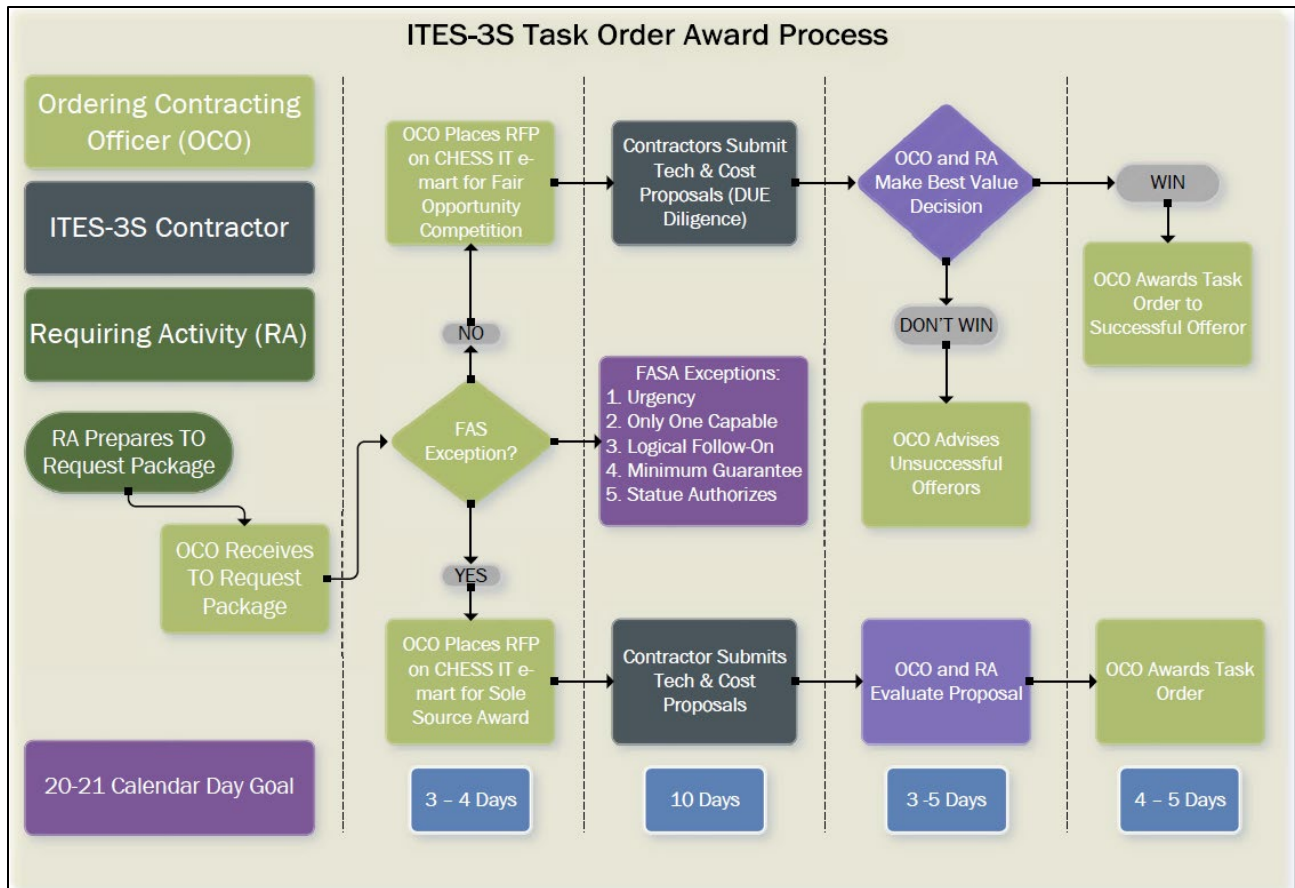 ITES-3S Task Order Award Process
Ordering Contracting
Officer (OCO)
ITES-3S Contractor
Requiring Activity (RA)
RA Prepares TO
Request Package
OCO Receives
TO Request
Package
20-21 Calendar Day Goal
OCO Places RFP
on CHESS IT e-
mart for Fair
Opportunity
Competition
NO
FAS
Exception?
YES
OCO Places RFP
on CHESS IT e-
mart for Sole
Source Award
3 – 4 Days
Contractors Submit
Tech & Cost
Proposals (DUE
Diligence)
FASA Exceptions:
1. Urgency
2. Only One Capable
3. Logical Follow-On
4. Minimum Guarantee
5. Statue Authorizes
Contractor Submits
Tech & Cost
Proposals
10 Days
OCO and RA
Make Best Value
Decision
DON'T WIN
OCO Advises
Unsuccessful
Offerors
OCO and RA
Evaluate Proposal
3 -5 Days
WIN
OCO Awards Task
Order to
Successful Offeror
OCO Awards Task
Order
4 – 5 Days